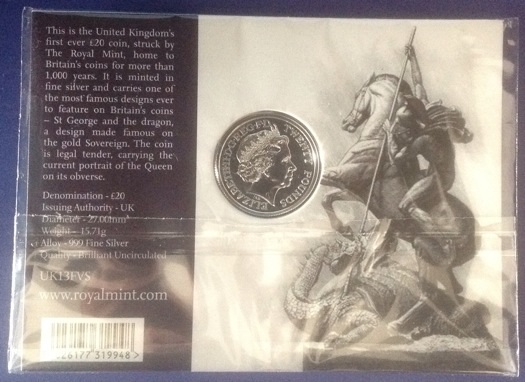 This is the United Kingdom's
first ever £20 coin, struck by
The Royal Mint, home to
Britain's coins for more than
1,000 years. It is minted in
fine silver and carries one of
the most famous designs ever
to feature on Britain's coins
– St George and the dragon,
a design made famous on
the gold Sovereign. The coin
is legal tender, carrying the
current portrait of the Queen
on its obverse.
Denomination - £20
Issuing Authority - UK
Diameter - 27.00mm
Weight - 15.71g
Alloy - 999 Fine Silver
Quality - Brilliant Uncirculated
UK13FVS
www.royalmint.com
26177 319948 >
ELIZABETH II D G REG F D TWENTY POUNDS